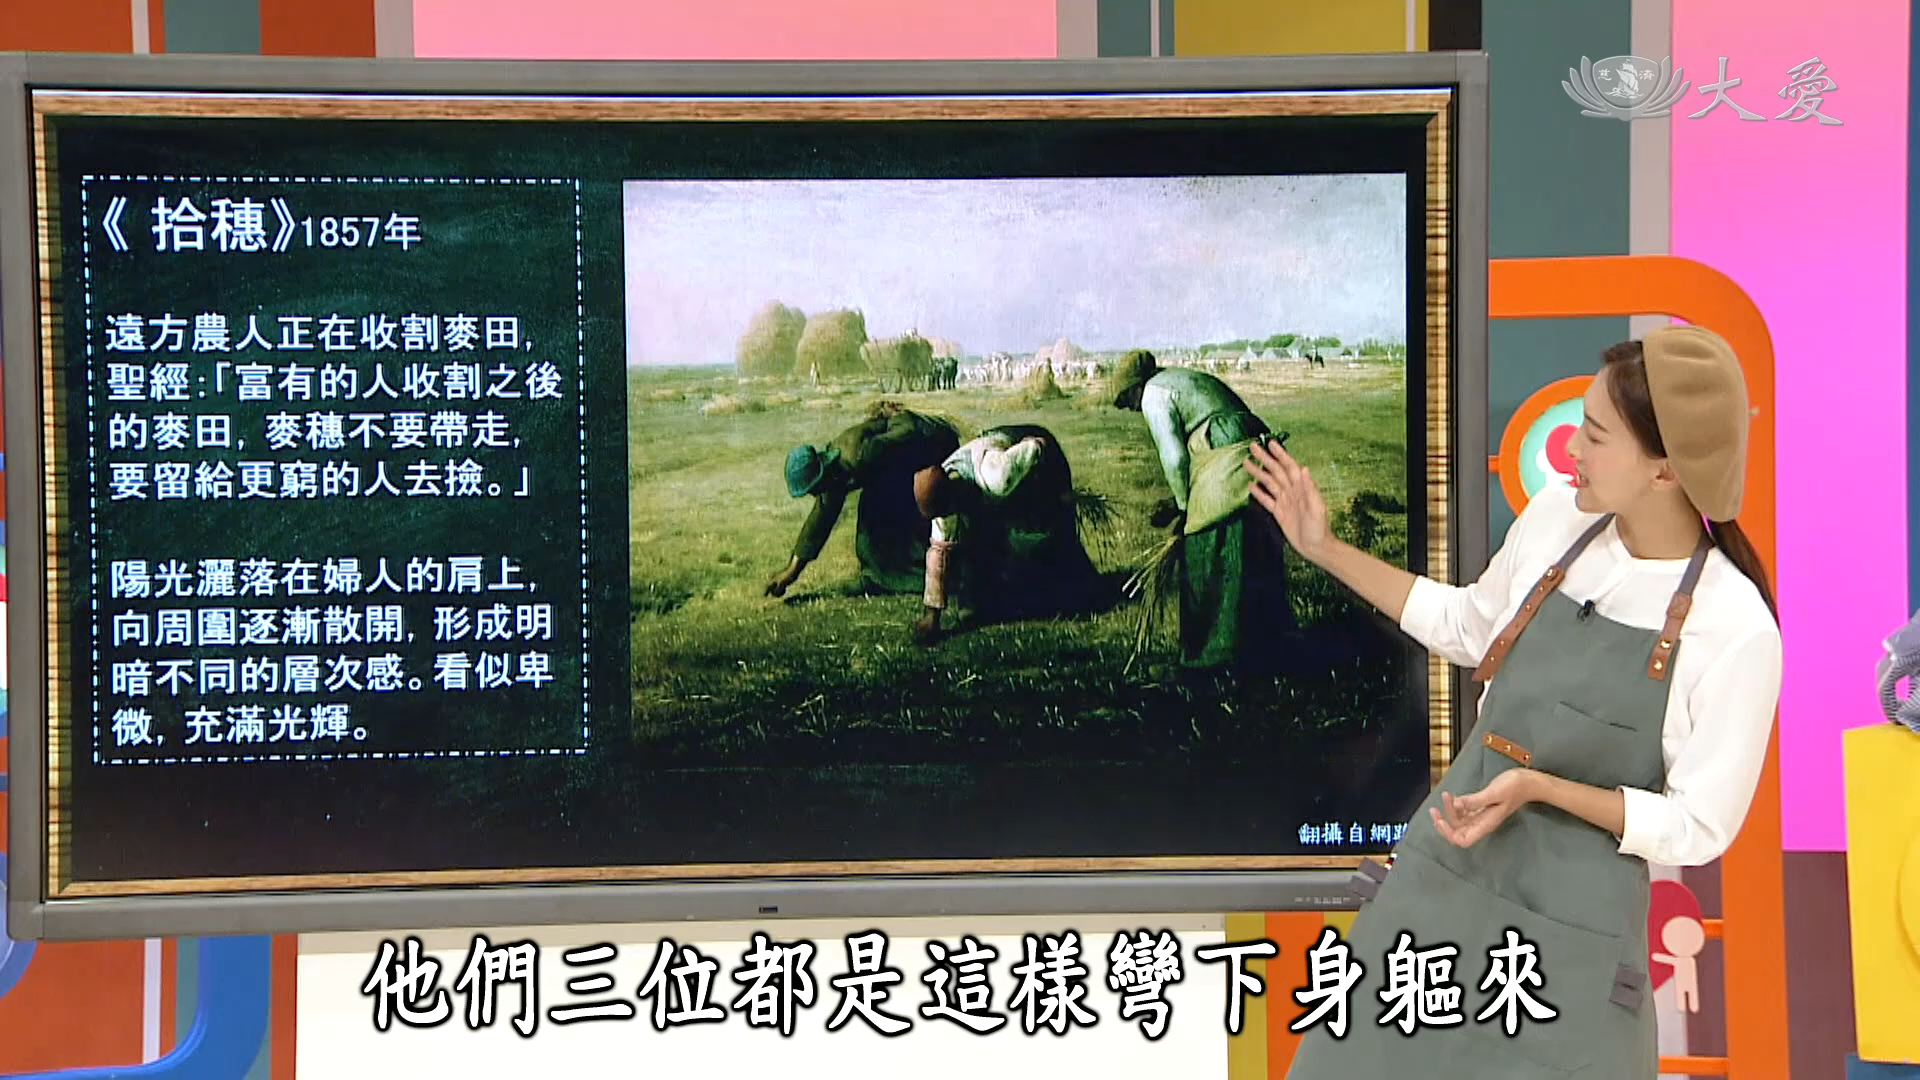 慈濟
大愛
《拾穗》1857年
遠方農人正在收割麥田,
聖經:「富有的人收割之後
的麥田,麥穗不要帶走,
要留給更窮的人去撿。」
陽光灑落在婦人的肩上,
向周圍逐漸散開,形成明
暗不同的層次感。看似卑
微,充滿光輝。
翻攝自網路
他們三位都是這樣彎下身軀來